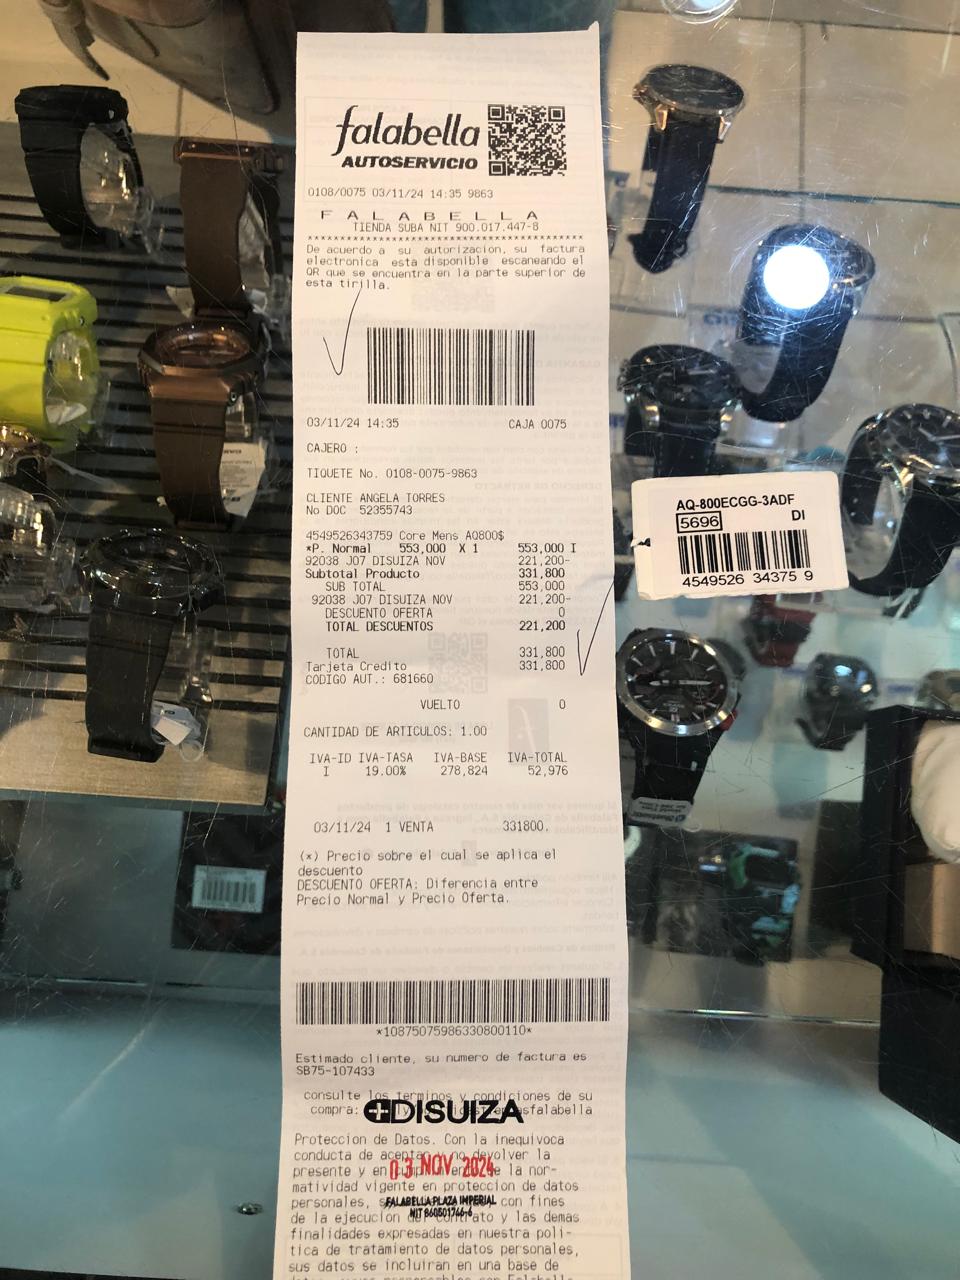 falabella
AUTOSERVICIO
0108/0075 03/11/24 14:35 9863
F A L A B E L L A
TIENDA SUBA NIT 900.017.447-8
****************************************
De acuerdo a su autorizacion, su factura
electronica esta disponible escaneando el
QR que se encuentra en la parte superior de
esta tirilla.
03/11/24 14:35 CAJA 0075
CAJERO :
TIQUETE No. 0108-0075-9863
CLIENTE ANGELA TORRES
No DOC 52355743
4549526343759 Core Mens AQ800$
*P. Normal 553,000 X 1 553,000 I
92038 J07 DISUIZA NOV 221,200-
Subtotal Producto 331,800
SUB TOTAL 553,000
92038 J07 DISUIZA NOV 221,200-
DESCUENTO OFERTA 0
TOTAL DESCUENTOS 221,200
TOTAL 331,800
Tarjeta Credito 331,800
CODIGO AUT.: 681660
VUELTO 0
CANTIDAD DE ARTICULOS: 1.00
IVA-ID IVA-TASA IVA-BASE IVA-TOTAL
I 19.00% 278,824 52,976
03/11/24 1 VENTA 331800.
(*) Precio sobre el cual se aplica el
descuento
DESCUENTO OFERTA: Diferencia entre
Precio Normal y Precio Oferta.
*10875075986330800110*
Estimado cliente, su numero de factura es
SB75-107433
consulte los terminos y condiciones de su
compra: falabella
DISUIZA
Proteccion de Datos. Con la inequivoca
conducta de aceptar y no devolver la
presente y en de la nor-
03 NOV 2024
matividad vigente en proteccion de datos
personales, con fines
FALABELLA PLAZA IMPERIAL
NIT 860501746-6
de la ejecucion del contrato y las demas
finalidades expresadas en nuestra poli-
tica de tratamiento de datos personales,
sus datos se incluiran en una base de
AQ-800ECGG-3ADF
5696 DI
4549526 34375 9